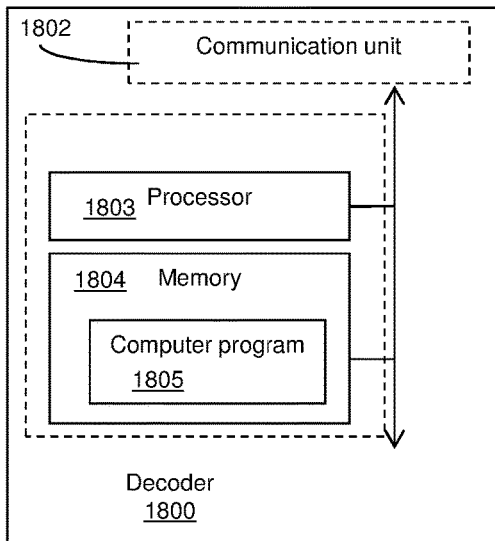 1802
Communication unit
Processor
1803
1804
Memory
Computer program
1805
Decoder
1800